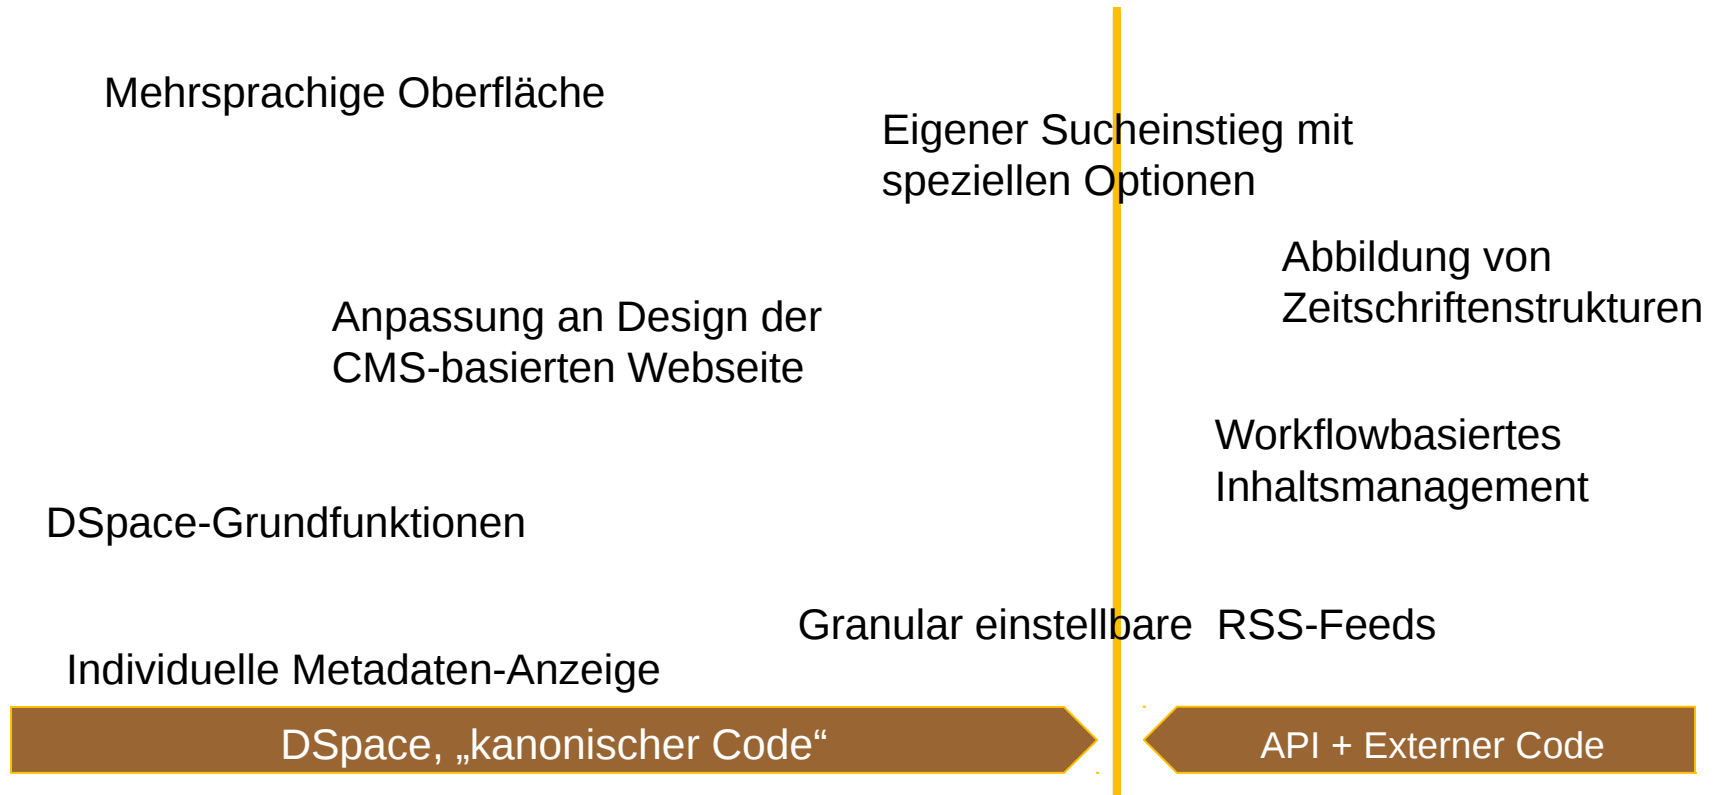 Mehrsprachige Oberfläche
Eigener Sucheinstieg mit
speziellen Optionen
Abbildung von
Zeitschriftenstrukturen
Anpassung an Design der
CMS-basierten Webseite
Workflowbasiertes
Inhaltsmanagement
DSpace-Grundfunktionen
Granular einstellbare  RSS-Feeds
Individuelle Metadaten-Anzeige
DSpace, „kanonischer Code“
API + Externer Code